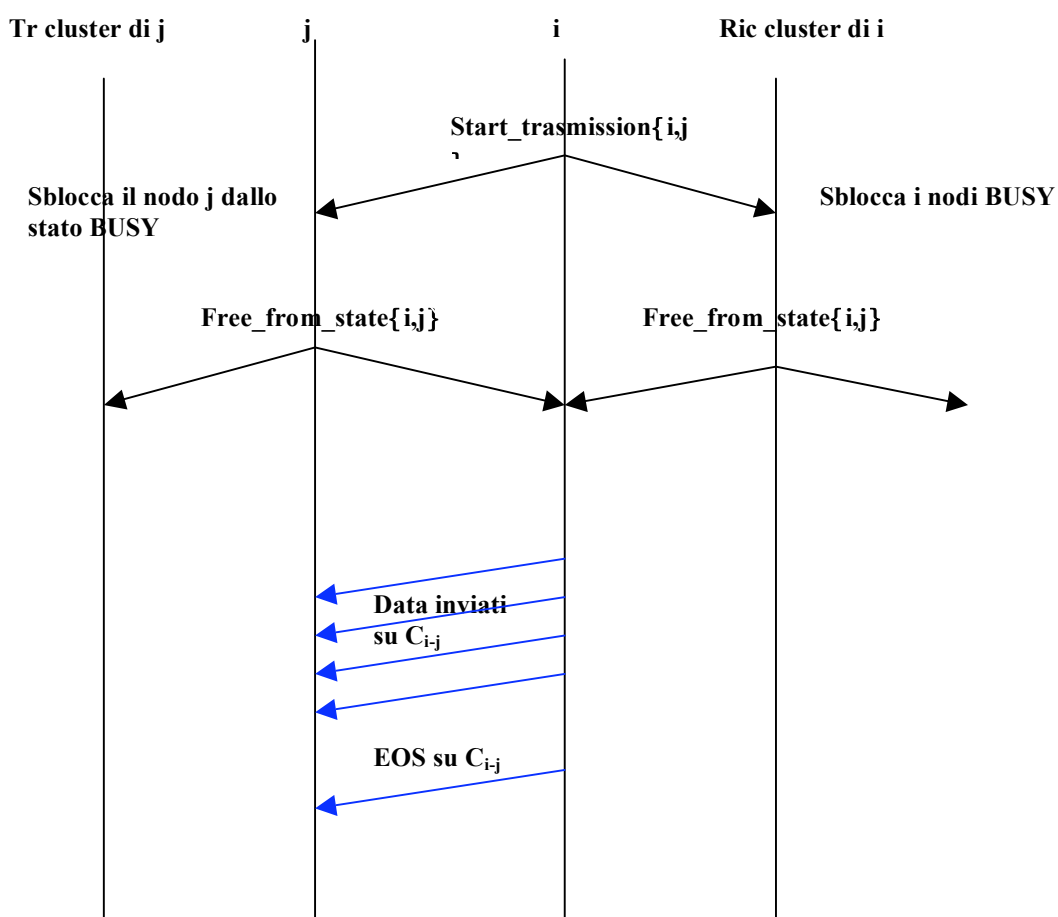 Tr cluster di j
j
i
Ric cluster di i
Start_trasmission{i,j
}
Sblocca il nodo j dallo
stato BUSY
Sblocca i nodi BUSY
Free_from_state{i,j}
Free_from_state{i,j}
Data inviati
su Ci-j
EOS su Ci-j